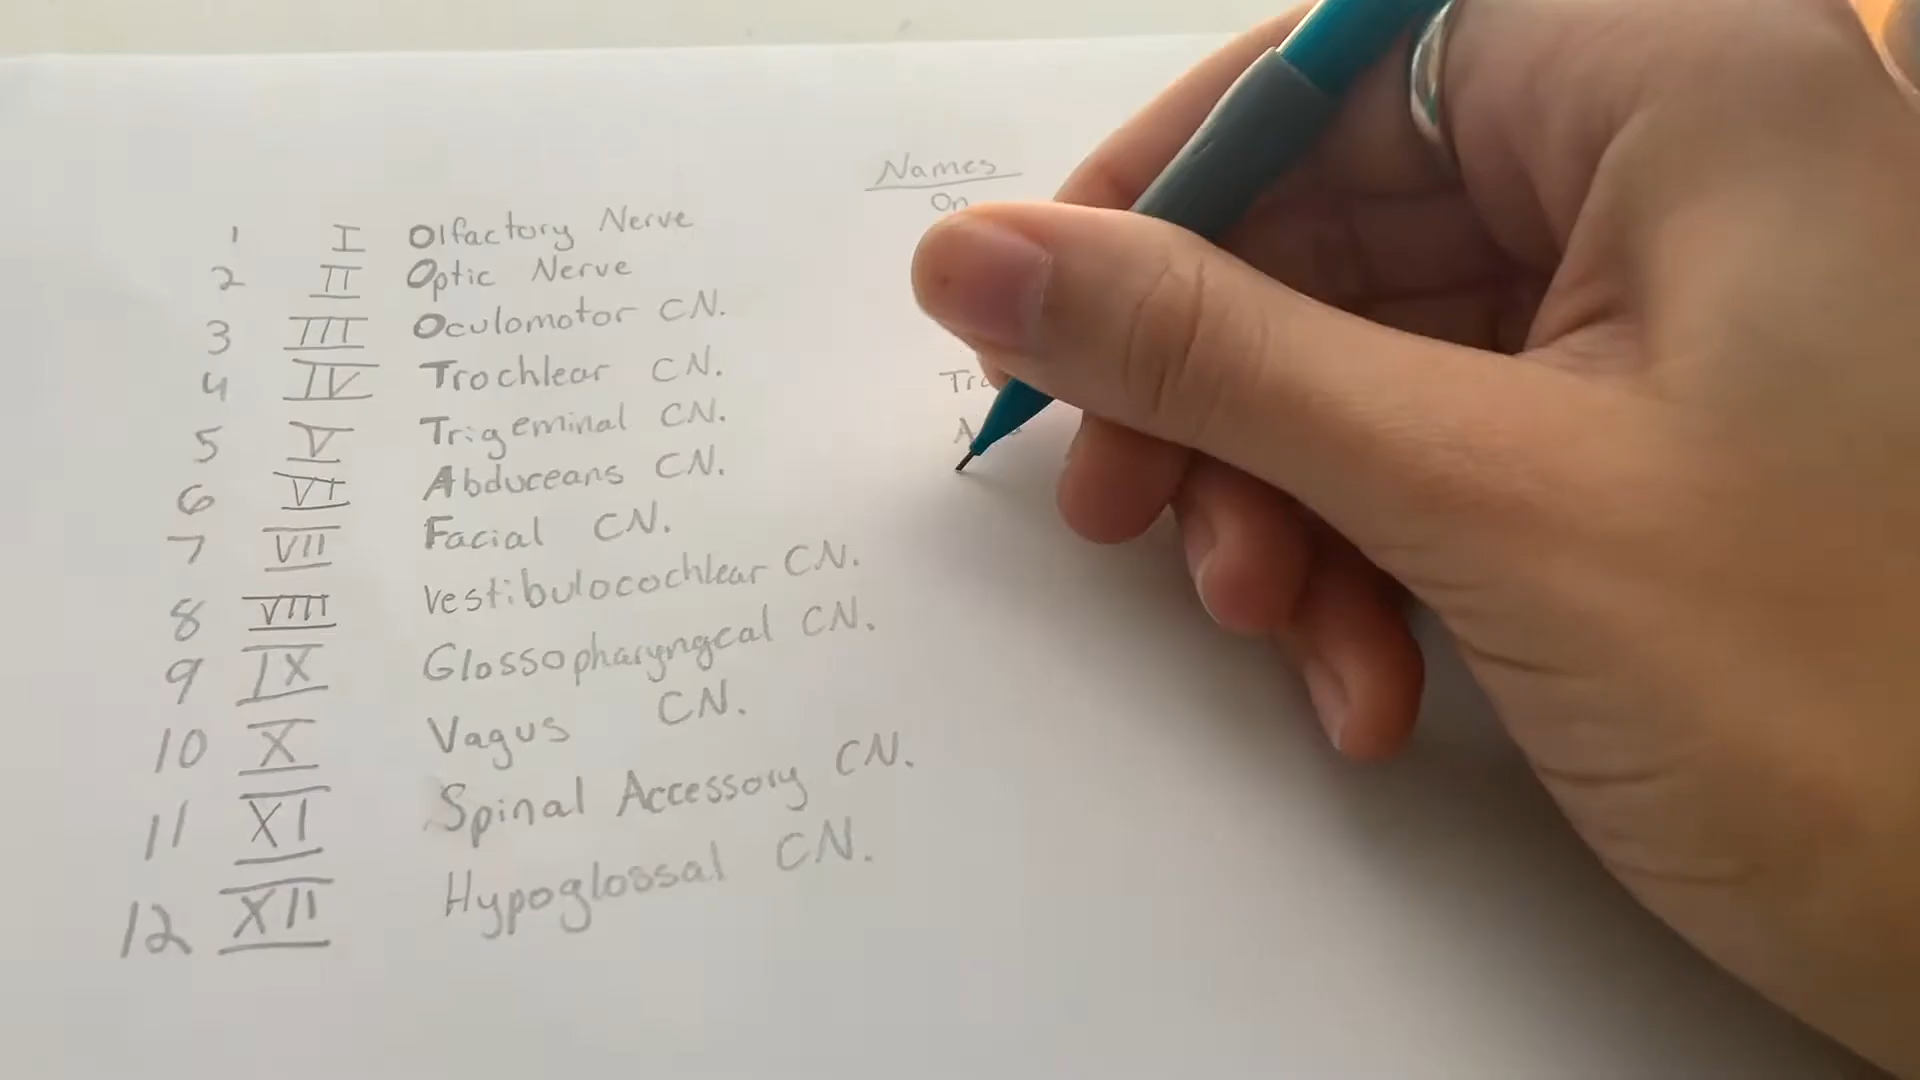 Names
On
1 I Olfactory Nerve
2 II Optic Nerve
3 III Oculomotor CN.
4 IV Trochlear CN.
5 V Trigeminal CN.
6 VI Abduceans CN.
7 VII Facial CN.
8 VIII Vestibulocochlear CN.
9 IX Glossopharyngeal CN.
10 X Vagus CN.
11 XI Spinal Accessory CN.
12 XII Hypoglossal CN.